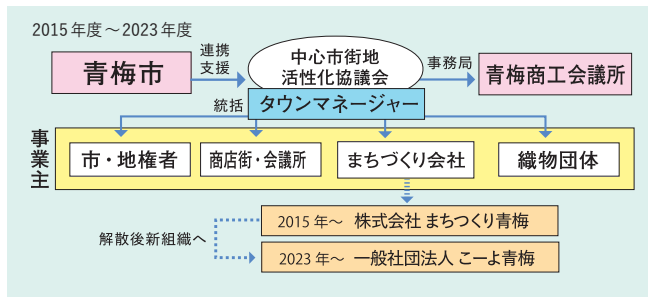 2015年度～2023年度
青梅市
連携
支援
中心市街地
活性化協議会
事務局
青梅商工会議所
統括
タウンマネージャー
事業主
市・地権者
商店街・会議所
まちづくり会社
織物団体
2015年～ 株式会社 まちつくり青梅
解散後新組織へ
2023年～ 一般社団法人 こーよ青梅